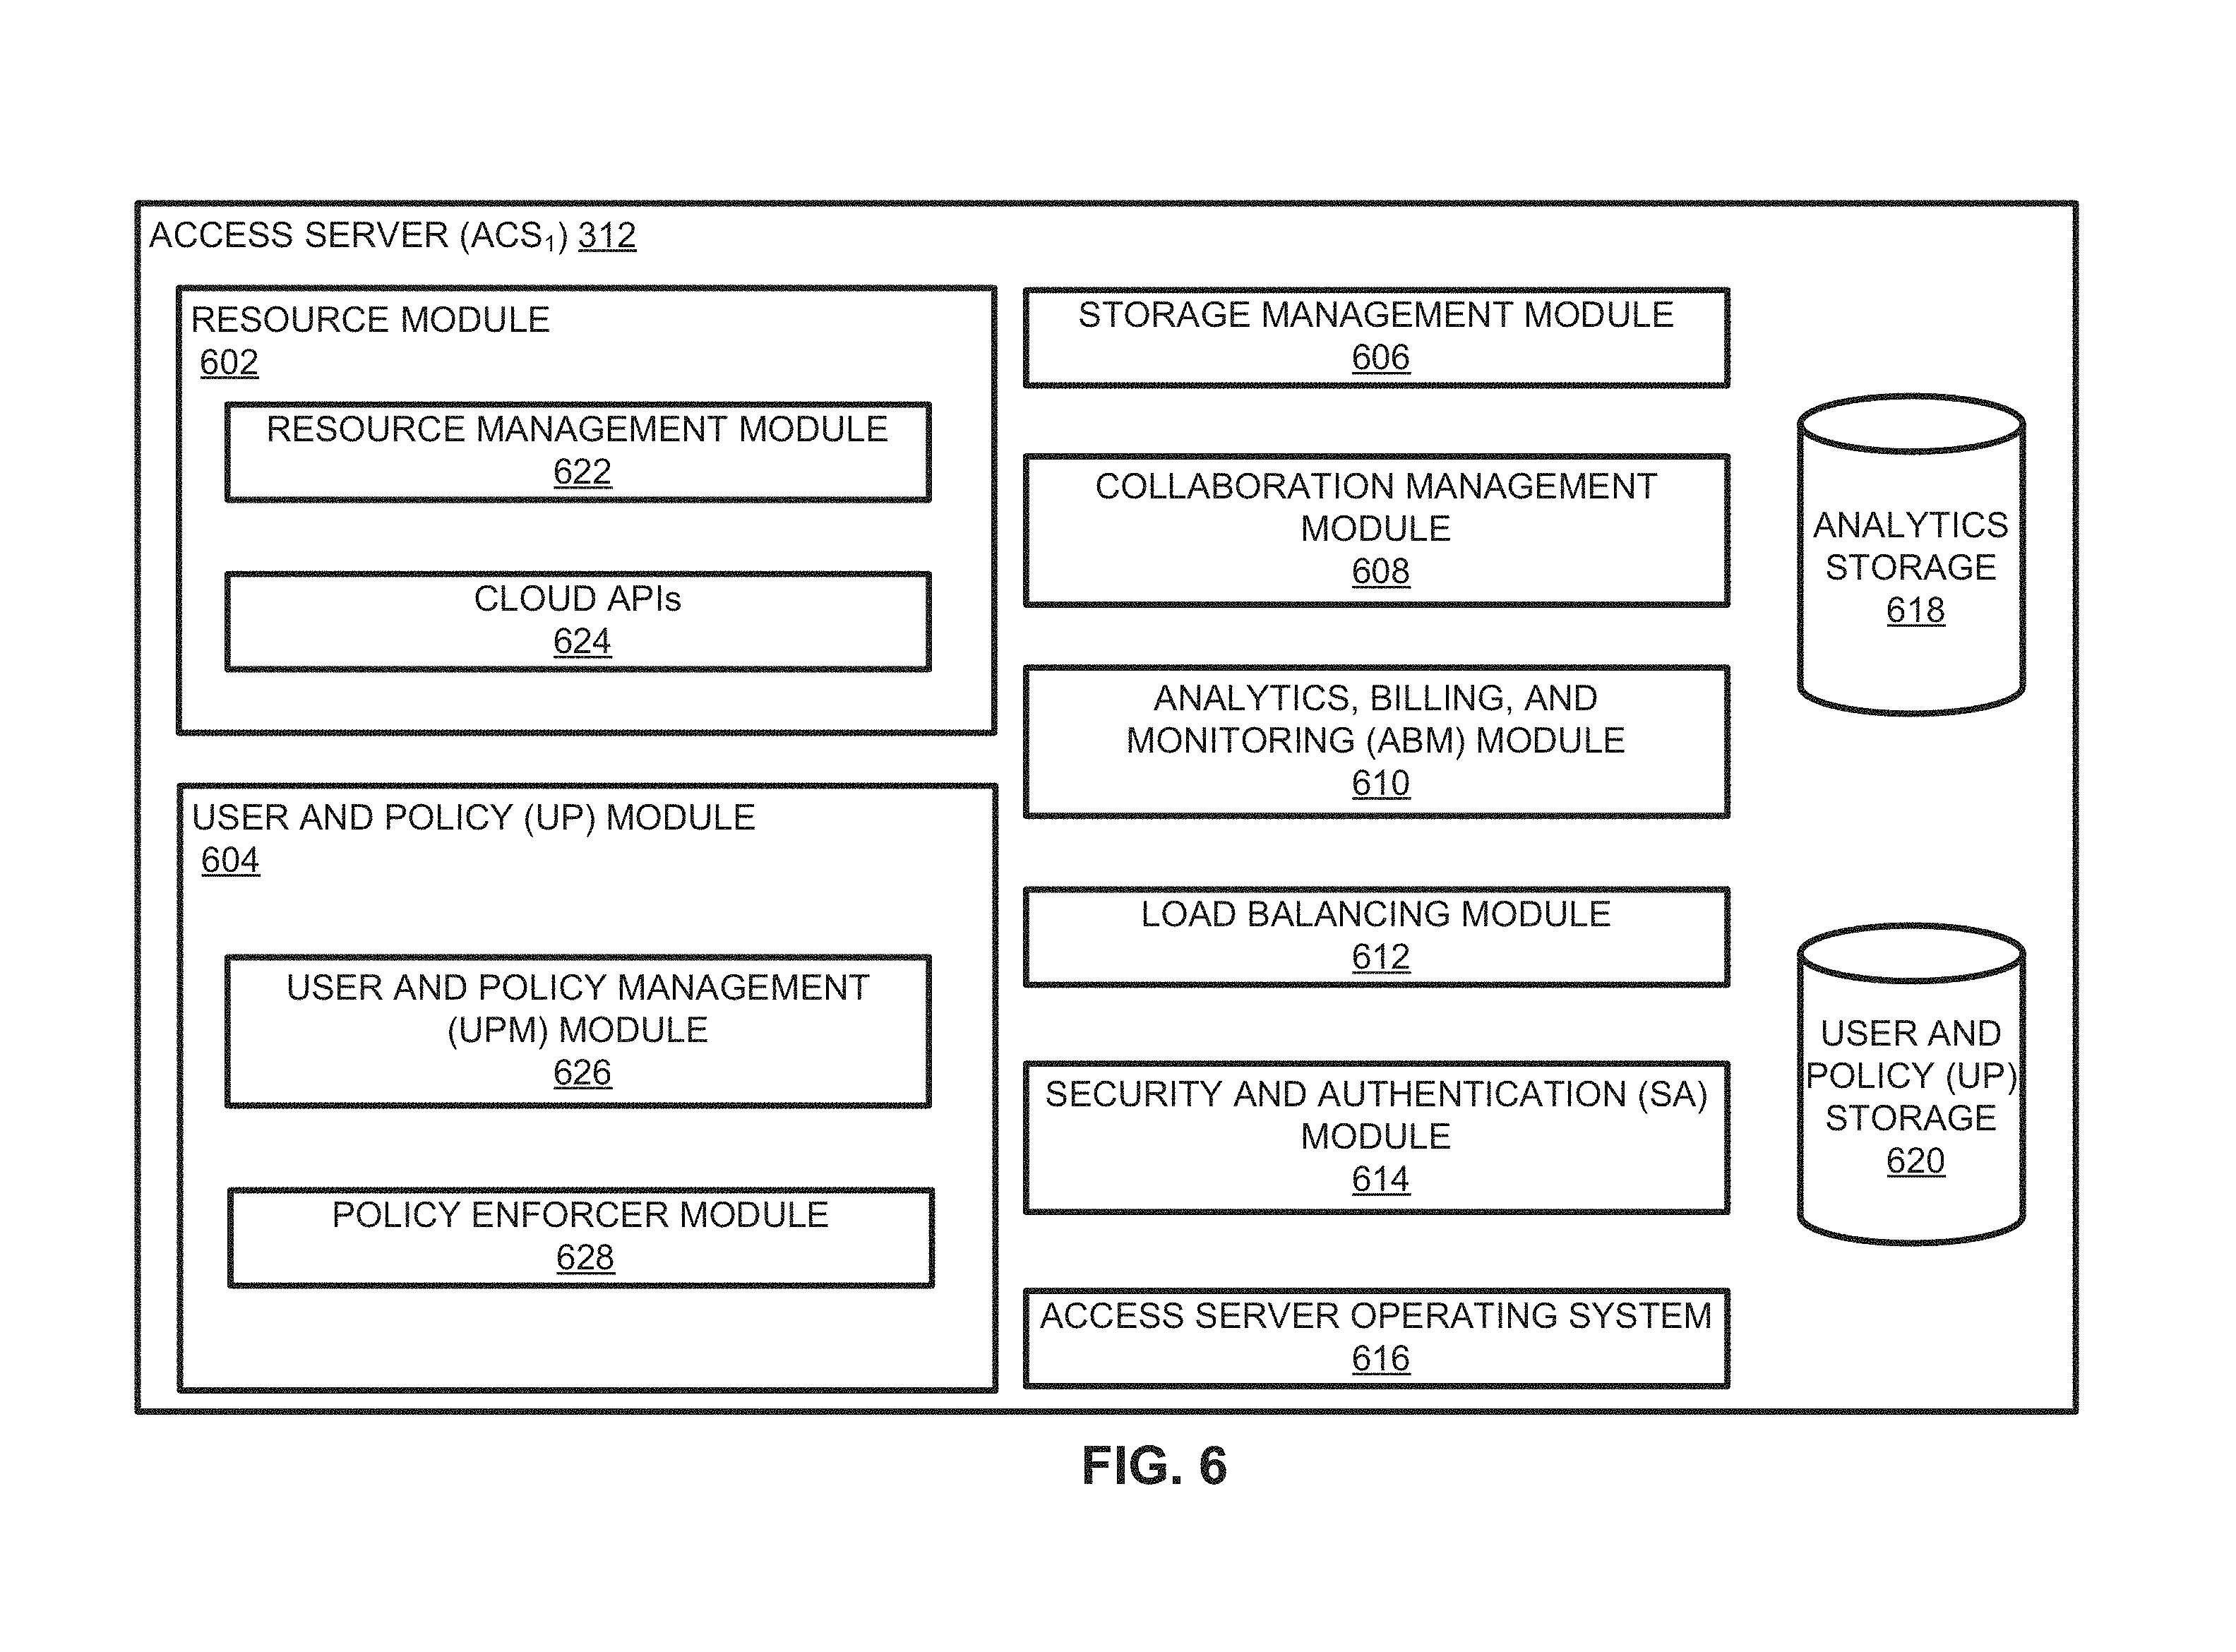 ACCESS SERVER (ACS₁) 312
RESOURCE MODULE
602
RESOURCE MANAGEMENT MODULE
622
CLOUD APIs
624
USER AND POLICY (UP) MODULE
604
USER AND POLICY MANAGEMENT
(UPM) MODULE
626
POLICY ENFORCER MODULE
628
STORAGE MANAGEMENT MODULE
606
COLLABORATION MANAGEMENT
MODULE
608
ANALYTICS, BILLING, AND
MONITORING (ABM) MODULE
610
LOAD BALANCING MODULE
612
SECURITY AND AUTHENTICATION (SA)
MODULE
614
ACCESS SERVER OPERATING SYSTEM
616
ANALYTICS
STORAGE
618
USER AND
POLICY (UP)
STORAGE
620
FIG. 6